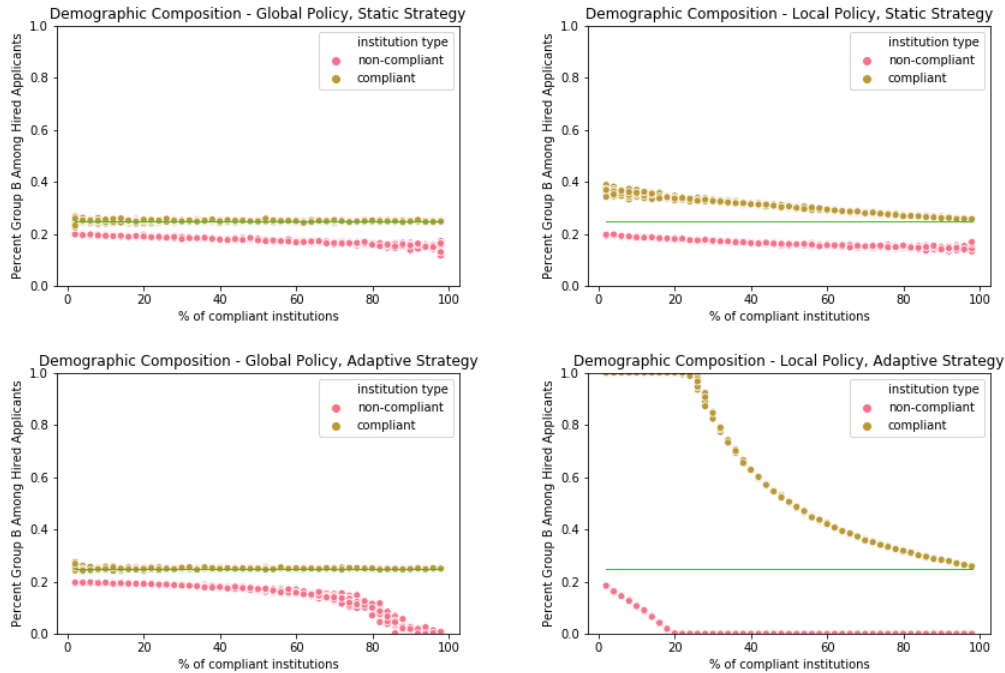 Demographic Composition - Global Policy, Static Strategy
1.0
0.8
0.6
0.4
0.2
0.0
Percent Group B Among Hired Applicants
institution type
non-compliant
compliant
0 20 40 60 80 100
% of compliant institutions
Demographic Composition - Local Policy, Static Strategy
1.0
0.8
0.6
0.4
0.2
0.0
Percent Group B Among Hired Applicants
institution type
non-compliant
compliant
0 20 40 60 80 100
% of compliant institutions
Demographic Composition - Global Policy, Adaptive Strategy
1.0
0.8
0.6
0.4
0.2
0.0
Percent Group B Among Hired Applicants
institution type
non-compliant
compliant
0 20 40 60 80 100
% of compliant institutions
Demographic Composition - Local Policy, Adaptive Strategy
1.0
0.8
0.6
0.4
0.2
0.0
Percent Group B Among Hired Applicants
institution type
non-compliant
compliant
0 20 40 60 80 100
% of compliant institutions